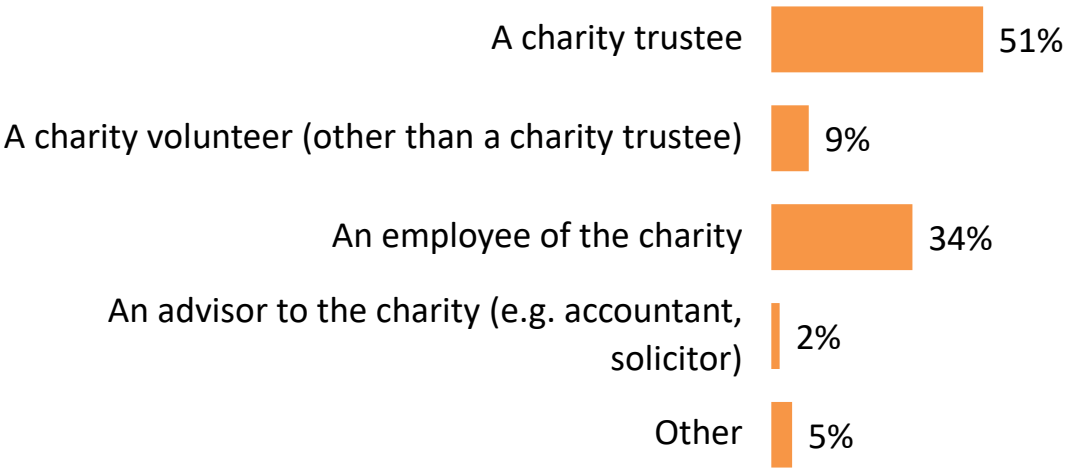 A charity trustee 51%
A charity volunteer (other than a charity trustee) 9%
An employee of the charity 34%
An advisor to the charity (e.g. accountant,
solicitor) 2%
Other 5%